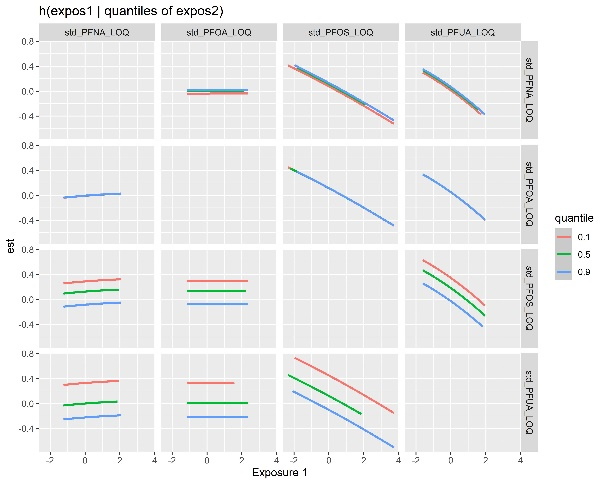 h(expos1 | quantiles of expos2)
std_PFNA_LOQ std_PFOA_LOQ std_PFOS_LOQ std_PFUA_LOQ
0.8
0.4
0.0
-0.4
std_PFNA_LOQ
0.8
0.4
0.0
-0.4
std_PFOA_LOQ
0.8
0.4
0.0
-0.4
std_PFOS_LOQ
0.8
0.4
0.0
-0.4
std_PFUA_LOQ
est
-2 0 2 4 -2 0 2 4 -2 0 2 4 -2 0 2 4
Exposure 1
quantile
0.1
0.5
0.9